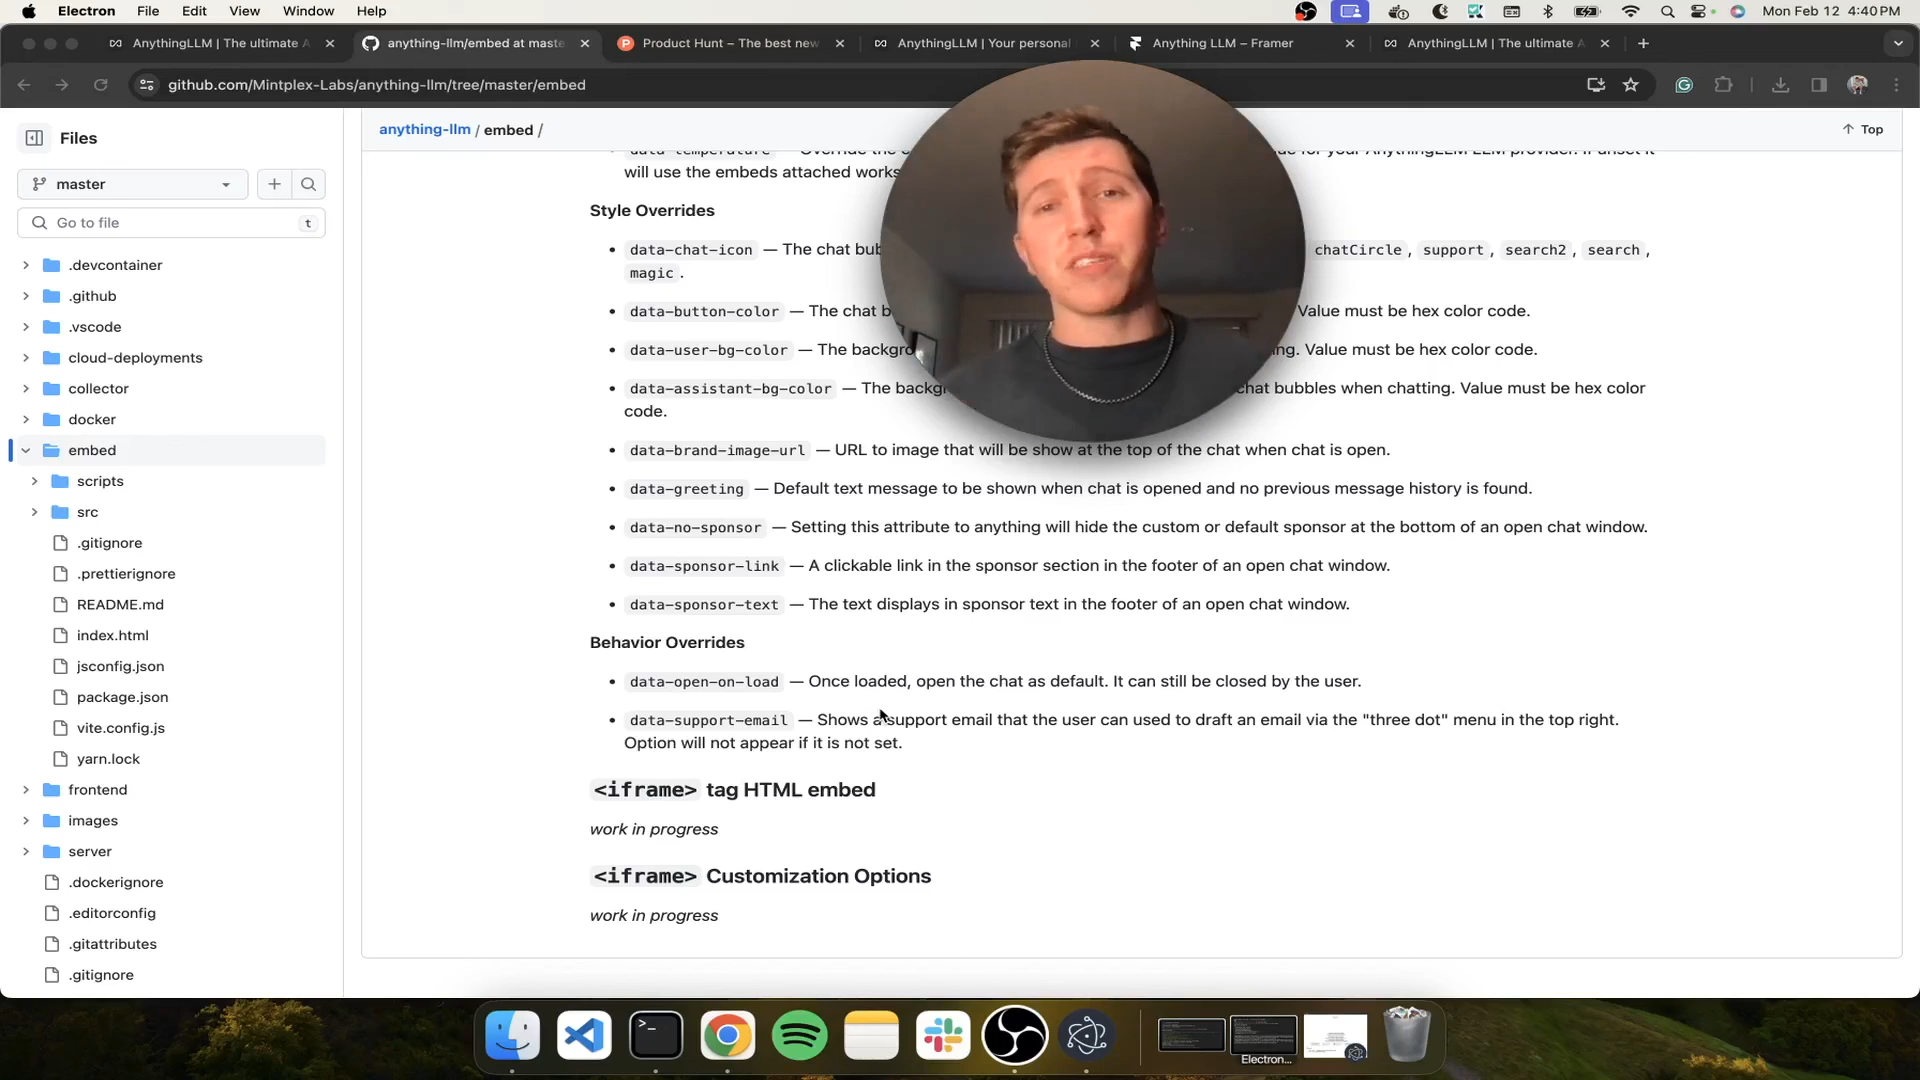 Electron File Edit View Window Help Mon Feb 12 4:40 PM
AnythingLLM | The ultimate A anything-llm/embed at maste Product Hunt – The best new AnythingLLM | Your personal Anything LLM – Framer AnythingLLM | The ultimate A
github.com/Mintplex-Labs/anything-llm/tree/master/embed
Files
master
Go to file t
.devcontainer
.github
.vscode
cloud-deployments
collector
docker
embed
scripts
src
.gitignore
.prettierignore
README.md
index.html
jsconfig.json
package.json
vite.config.js
yarn.lock
frontend
images
server
.dockerignore
.editorconfig
.gitattributes
.gitignore
anything-llm / embed / Top
data-temperature — Override the for your AnythingLLM LLM provider. If unset it
will use the embeds attached works
Style Overrides
data-chat-icon — The chat bub chatCircle, support, search2, search,
magic.
data-button-color — The chat b Value must be hex color code.
data-user-bg-color — The backgro ing. Value must be hex color code.
data-assistant-bg-color — The backgr chat bubbles when chatting. Value must be hex color
code.
data-brand-image-url — URL to image that will be show at the top of the chat when chat is open.
data-greeting — Default text message to be shown when chat is opened and no previous message history is found.
data-no-sponsor — Setting this attribute to anything will hide the custom or default sponsor at the bottom of an open chat window.
data-sponsor-link — A clickable link in the sponsor section in the footer of an open chat window.
data-sponsor-text — The text displays in sponsor text in the footer of an open chat window.
Behavior Overrides
data-open-on-load — Once loaded, open the chat as default. It can still be closed by the user.
data-support-email — Shows a support email that the user can used to draft an email via the "three dot" menu in the top right.
Option will not appear if it is not set.
<iframe> tag HTML embed
work in progress
<iframe> Customization Options
work in progress
Electron...